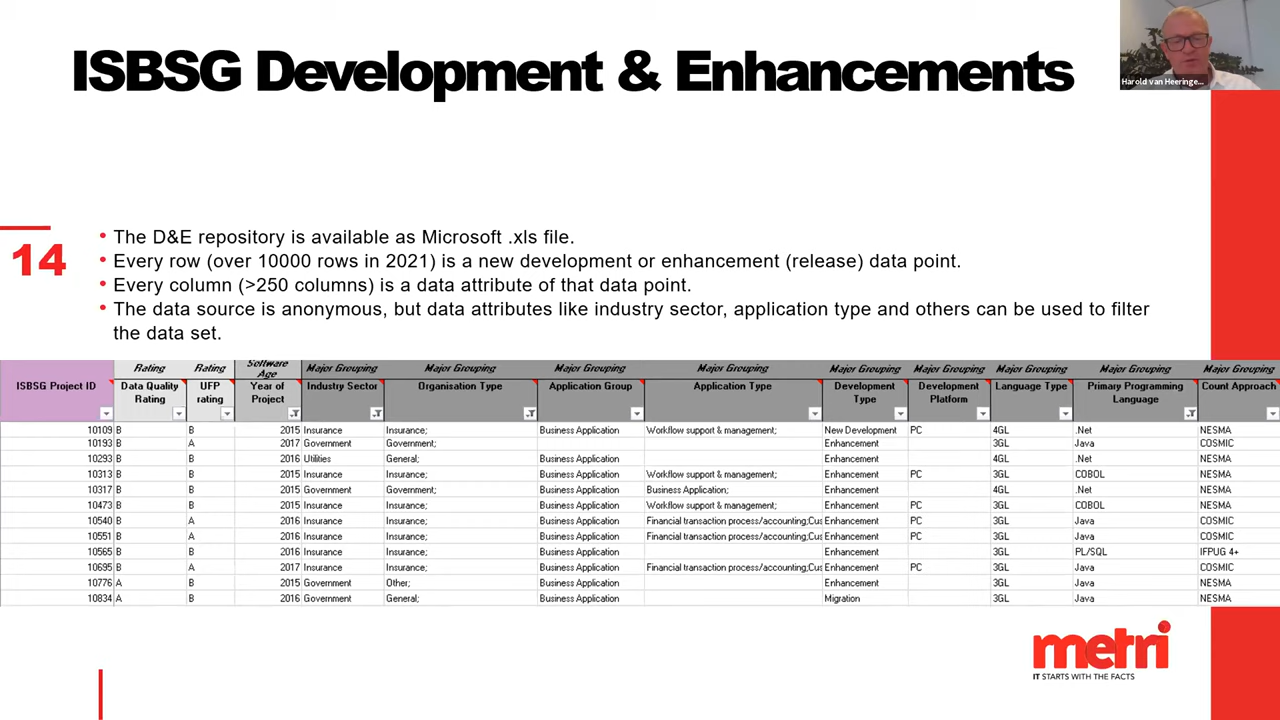 ISBSG Development & Enhancements
Harold van Heeringe...
14
• The D&E repository is available as Microsoft .xls file.
• Every row (over 10000 rows in 2021) is a new development or enhancement (release) data point.
• Every column (>250 columns) is a data attribute of that data point.
• The data source is anonymous, but data attributes like industry sector, application type and others can be used to filter
the data set.
Rating Rating Software Age Major Grouping Major Grouping Major Grouping Major Grouping Major Grouping Major Grouping Major Grouping Major Grouping Major Grouping
ISBSG Project ID Data Quality Rating UFP rating Year of Project Industry Sector Organisation Type Application Group Application Type Development Type Development Platform Language Type Primary Programming Language Count Approach
10109 B B 2015 Insurance Insurance; Business Application Workflow support & management; New Development PC 4GL .Net NESMA
10193 B A 2017 Government Government; Enhancement 3GL Java COSMIC
10293 B B 2016 Utilities General; Business Application Enhancement 4GL .Net NESMA
10313 B B 2015 Insurance Insurance; Business Application Workflow support & management; Enhancement PC 3GL COBOL NESMA
10317 B B 2015 Government Government; Business Application Business Application; Enhancement 4GL .Net NESMA
10473 B B 2015 Insurance Insurance; Business Application Workflow support & management; Enhancement PC 3GL COBOL NESMA
10540 B A 2016 Insurance Insurance; Business Application Financial transaction process/accounting;Cus Enhancement PC 3GL Java COSMIC
10551 B A 2016 Insurance Insurance; Business Application Financial transaction process/accounting;Cus Enhancement PC 3GL Java COSMIC
10565 B B 2016 Insurance Insurance; Business Application Enhancement 3GL PL/SQL IFPUG 4+
10695 B A 2017 Insurance Insurance; Business Application Financial transaction process/accounting;Cus Enhancement PC 3GL Java COSMIC
10776 A B 2015 Government Other; Business Application Enhancement 3GL Java NESMA
10834 A B 2016 Government General; Business Application Migration 3GL Java NESMA
metri
IT STARTS WITH THE FACTS